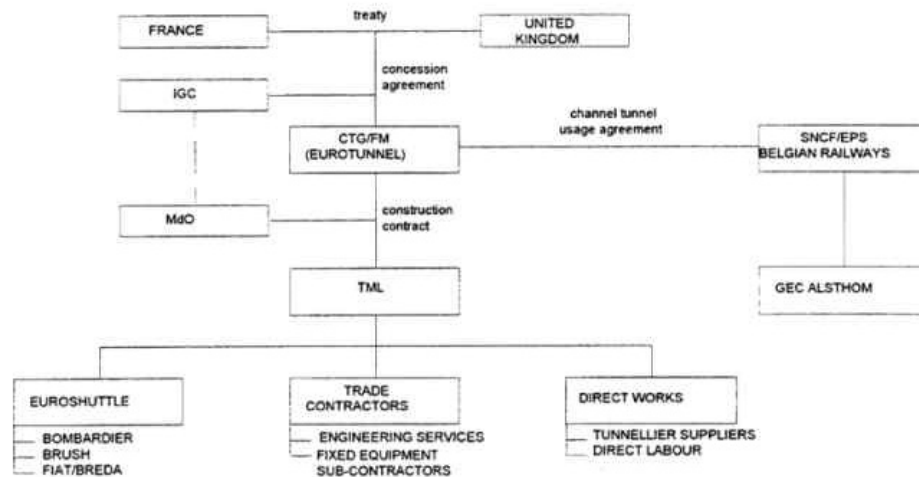 treaty
FRANCE
UNITED
KINGDOM
concession
agreement
IGC
channel tunnel
usage agreement
CTG/FM
(EUROTUNNEL)
SNCF/EPS
BELGIAN RAILWAYS
MdO
construction
contract
TML
GEC ALSTHOM
EUROSHUTTLE
BOMBARDIER
BRUSH
FIAT/BREDA
TRADE
CONTRACTORS
ENGINEERING SERVICES
FIXED EQUIPMENT
SUB-CONTRACTORS
DIRECT WORKS
TUNNELLIER SUPPLIERS
DIRECT LABOUR